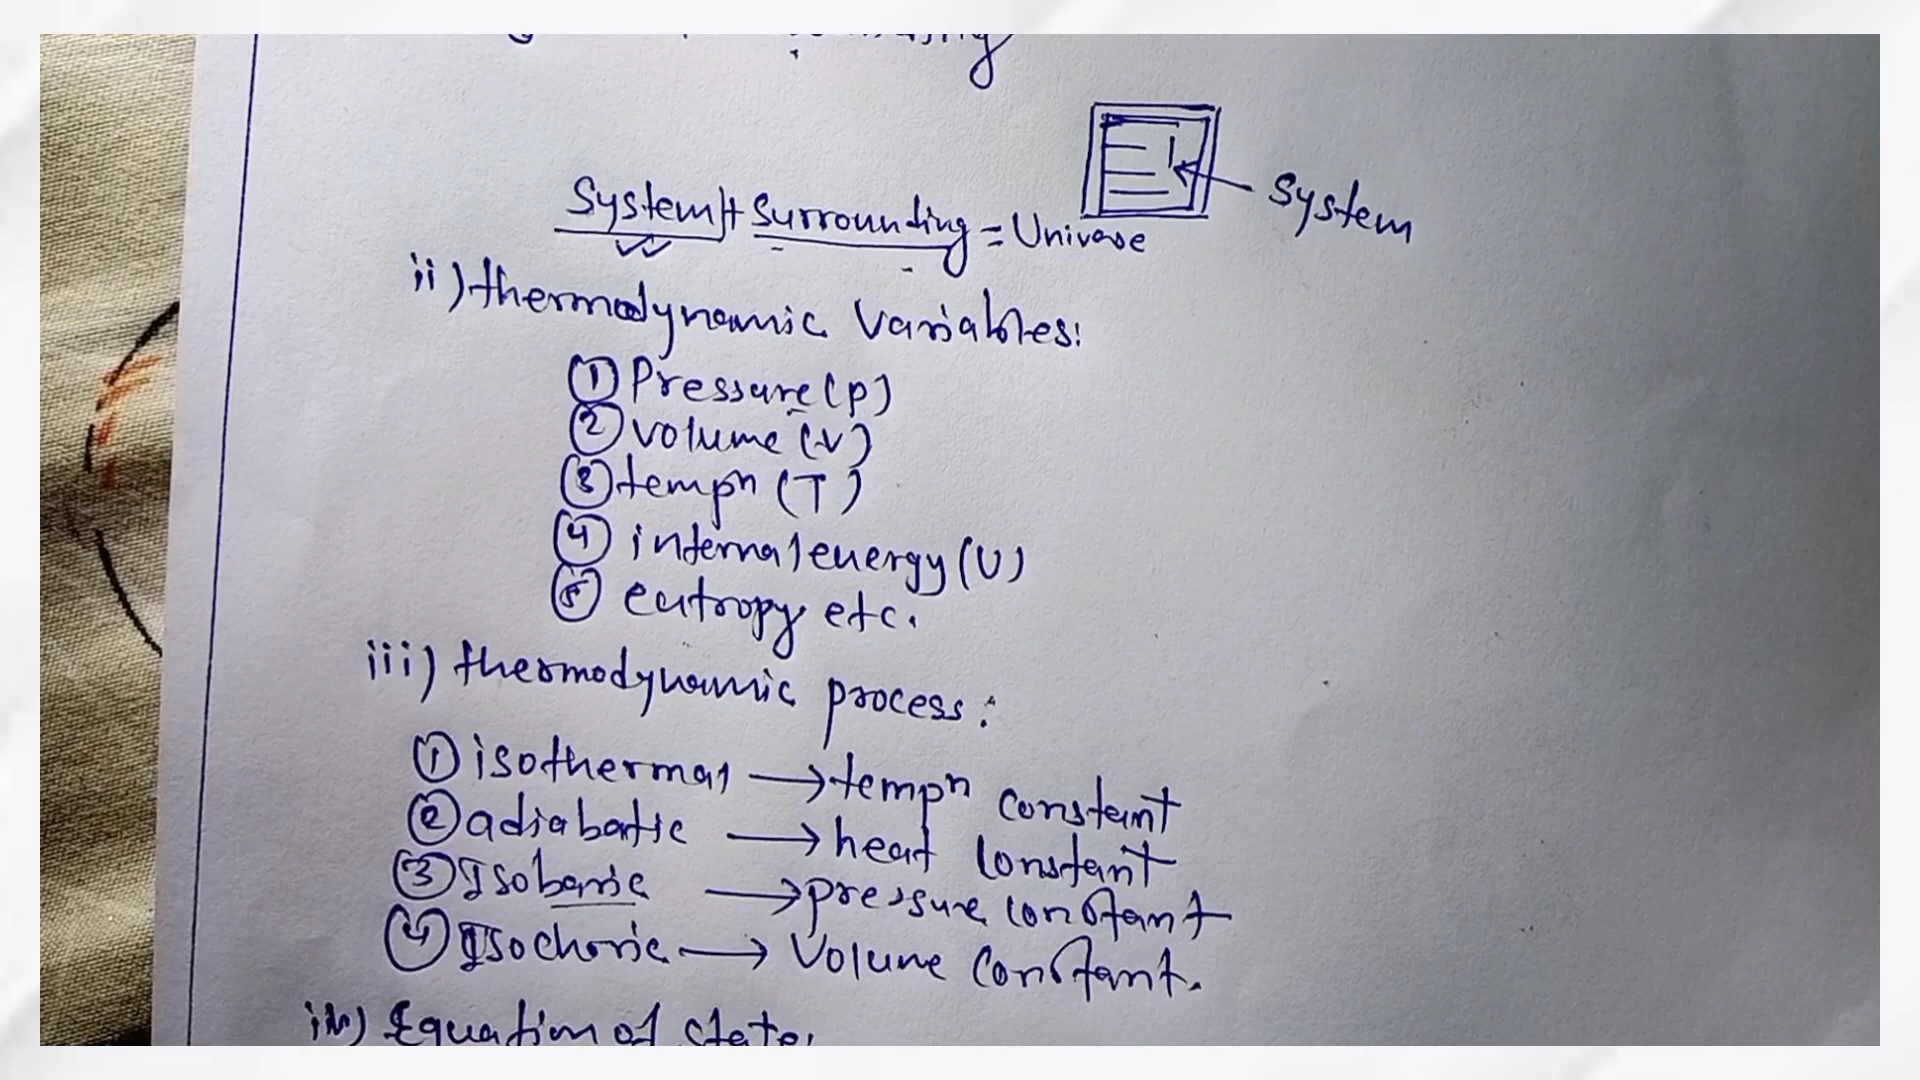 System + Surrounding = Universe
System
ii) thermodynamic variables:
① Pressure (p)
② volume (v)
③ tempn (T)
④ internal energy (U)
⑤ entropy etc.
iii) thermodynamic process:
① isothermal → tempn constant
② adiabatic → heat constant
③ Isobaric → pressure constant
④ Isochoric → Volume constant.
iv) Equation of state: